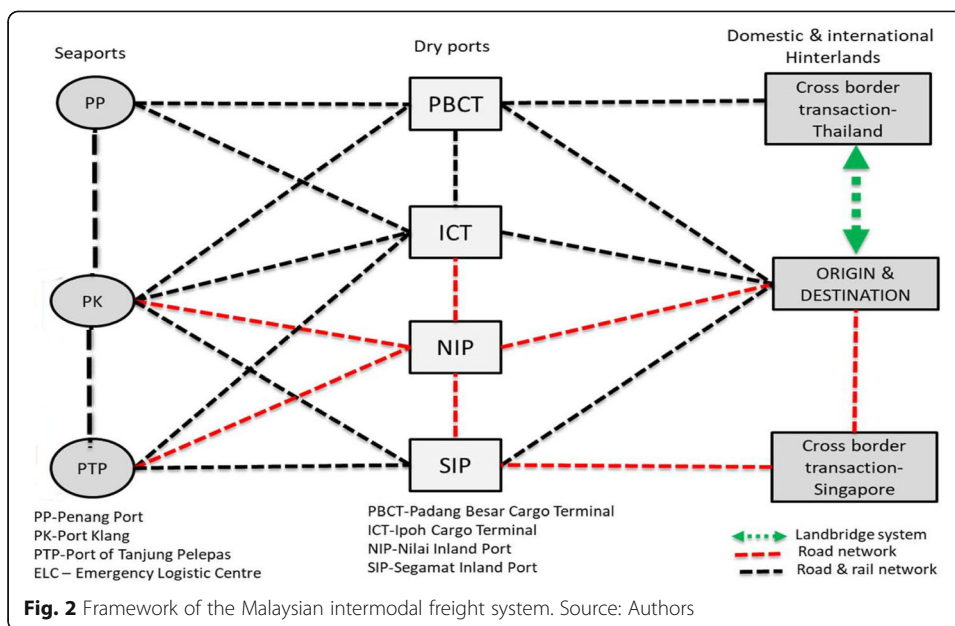 Seaports
Dry ports
Domestic & international
Hinterlands
PP
PBCT
Cross border
transaction-
Thailand
ICT
PK
ORIGIN &
DESTINATION
NIP
PTP
SIP
Cross border
transaction-
Singapore
PP-Penang Port
PK-Port Klang
PTP-Port of Tanjung Pelepas
ELC – Emergency Logistic Centre
PBCT-Padang Besar Cargo Terminal
ICT-Ipoh Cargo Terminal
NIP-Nilai Inland Port
SIP-Segamat Inland Port
Landbridge system
Road network
Road & rail network
Fig. 2 Framework of the Malaysian intermodal freight system. Source: Authors